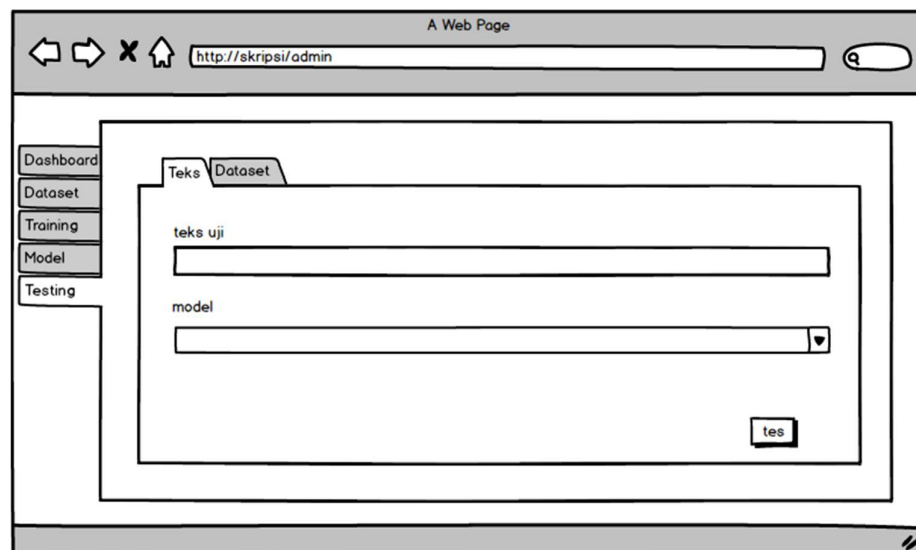 A Web Page
http://skripsi/admin
Dashboard
Dataset
Training
Model
Testing
Teks
Dataset
teks uji
model
tes